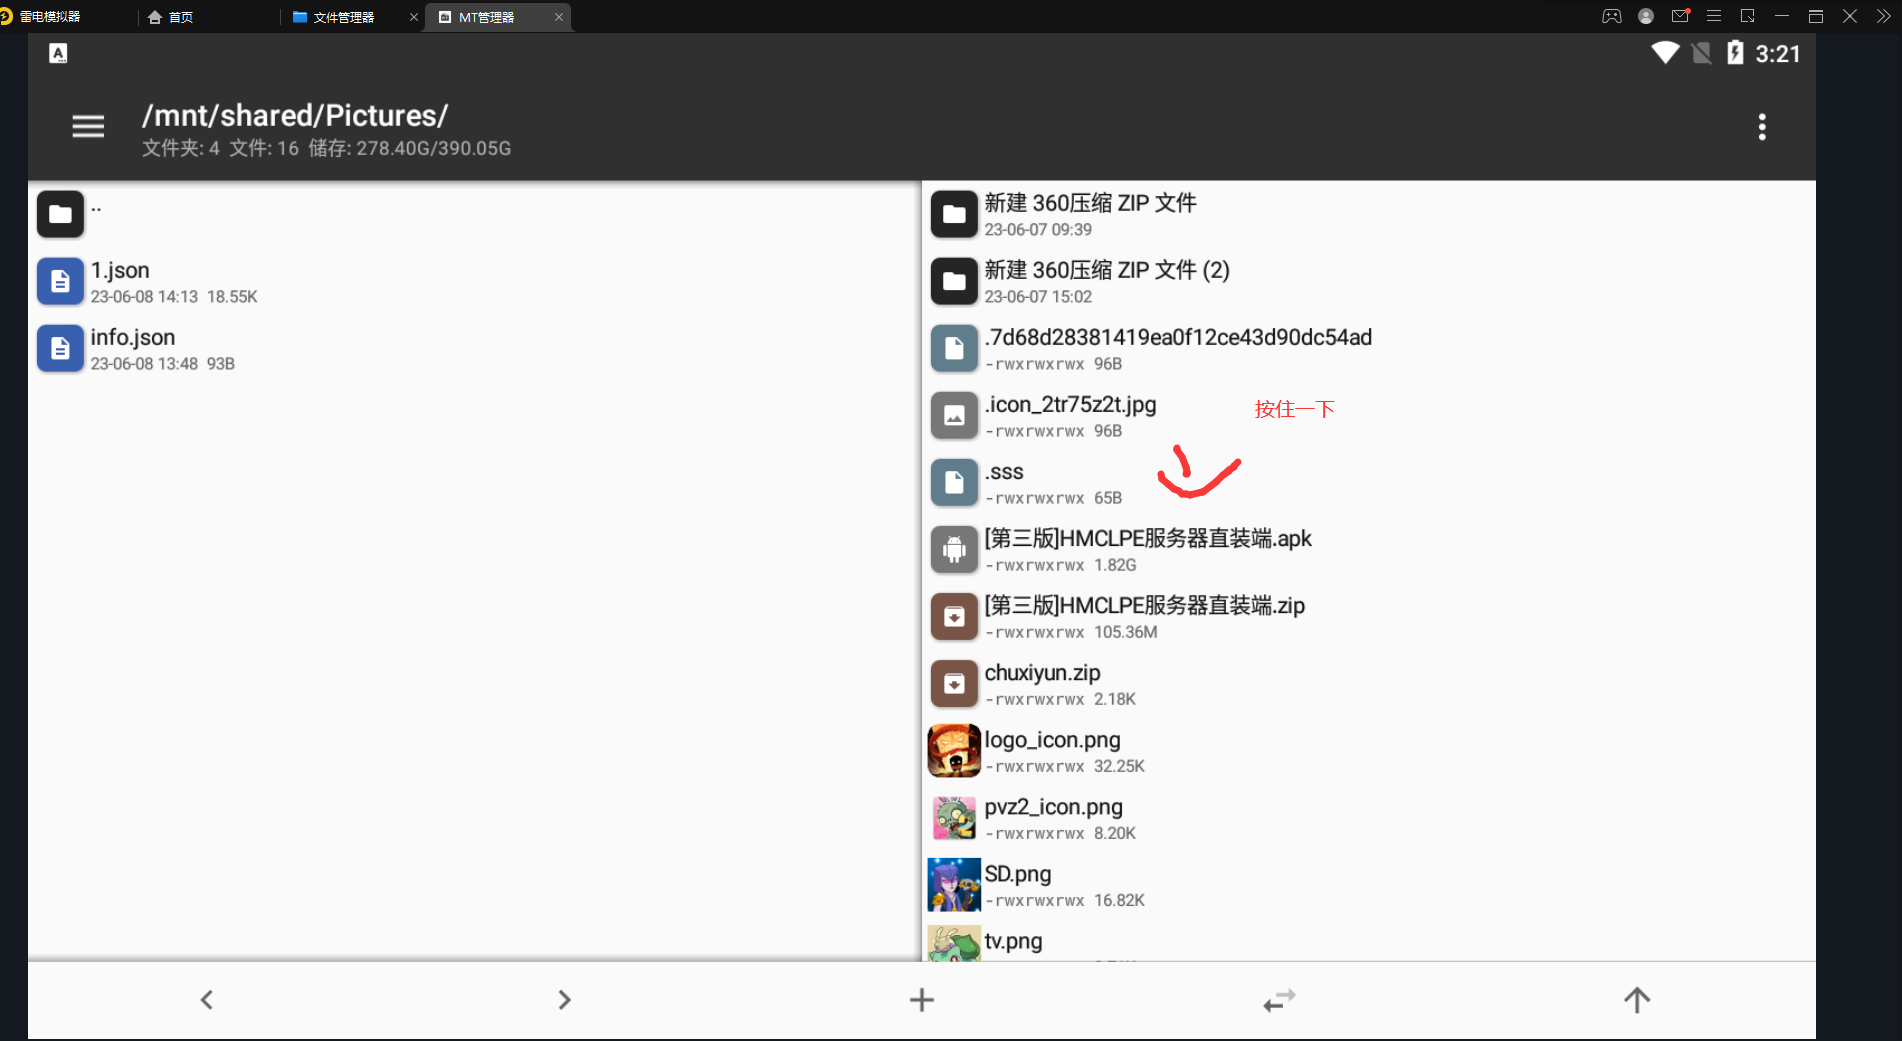 雷电模拟器
首页
文件管理器
MT管理器
3:21
/mnt/shared/Pictures/
文件夹: 4 文件: 16 储存: 278.40G/390.05G
..
1.json
23-06-08 14:13 18.55K
info.json
23-06-08 13:48 93B
新建 360压缩 ZIP 文件
23-06-07 09:39
新建 360压缩 ZIP 文件 (2)
23-06-07 15:02
.7d68d28381419ea0f12ce43d90dc54ad
-rwxrwxrwx 96B
.icon_2tr75z2t.jpg
-rwxrwxrwx 96B
按住一下
.sss
-rwxrwxrwx 65B
[第三版]HMCLPE服务器直装端.apk
-rwxrwxrwx 1.82G
[第三版]HMCLPE服务器直装端.zip
-rwxrwxrwx 105.36M
chuxiyun.zip
-rwxrwxrwx 2.18K
logo_icon.png
-rwxrwxrwx 32.25K
pvz2_icon.png
-rwxrwxrwx 8.20K
SD.png
-rwxrwxrwx 16.82K
tv.png